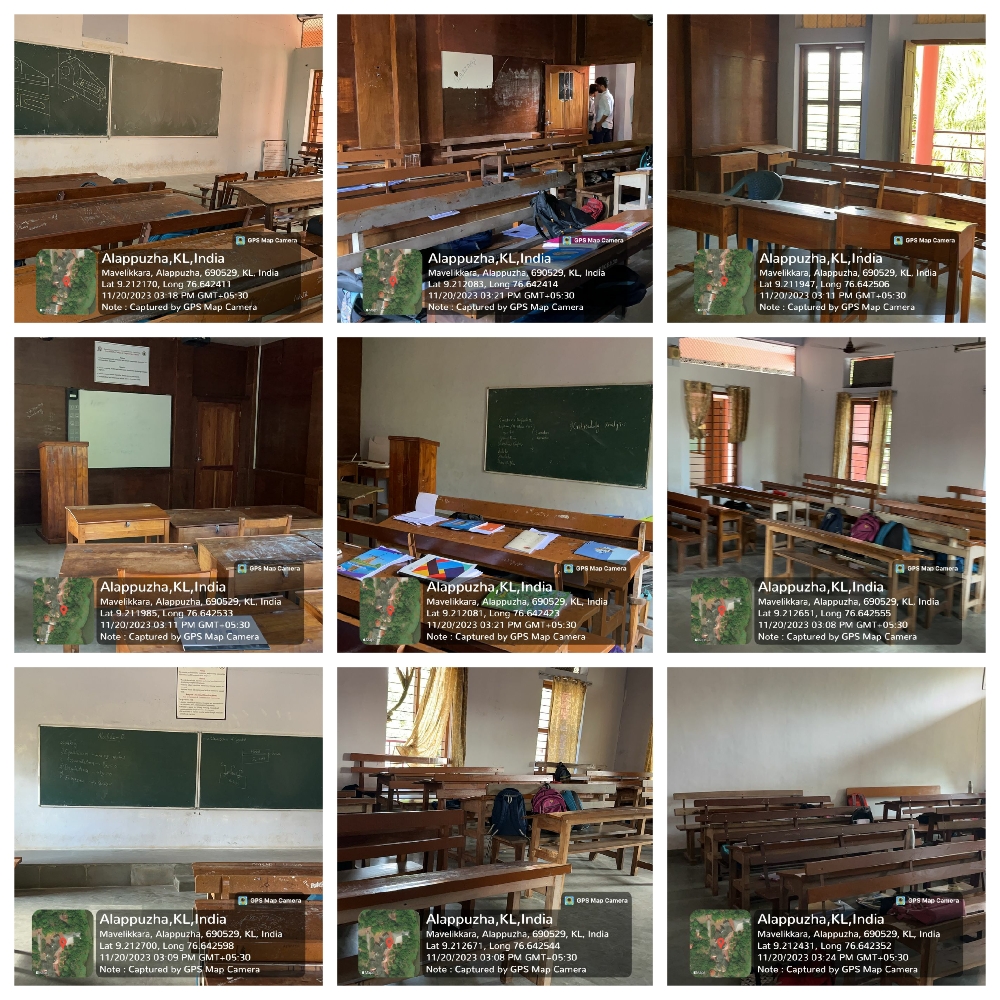 GPS Map Camera
Alappuzha,KL,India
Mavelikkara, Alappuzha, 690529, KL, India
Lat 9.212170, Long 76.642411
11/20/2023 03:18 PM GMT+05:30
Note : Captured by GPS Map Camera
GPS Map Camera
Alappuzha,KL,India
Mavelikkara, Alappuzha, 690529, KL, India
Lat 9.212083, Long 76.642414
11/20/2023 03:21 PM GMT+05:30
Note : Captured by GPS Map Camera
GPS Map Camera
Alappuzha,KL,India
Mavelikkara, Alappuzha, 690529, KL, India
Lat 9.211947, Long 76.642506
11/20/2023 03:11 PM GMT+05:30
Note : Captured by GPS Map Camera
GPS Map Camera
Alappuzha,KL,India
Mavelikkara, Alappuzha, 690529, KL, India
Lat 9.211985, Long 76.642533
11/20/2023 03:11 PM GMT+05:30
Note : Captured by GPS Map Camera
GPS Map Camera
Alappuzha,KL,India
Mavelikkara, Alappuzha, 690529, KL, India
Lat 9.212081, Long 76.642423
11/20/2023 03:21 PM GMT+05:30
Note : Captured by GPS Map Camera
GPS Map Camera
Alappuzha,KL,India
Mavelikkara, Alappuzha, 690529, KL, India
Lat 9.212651, Long 76.642555
11/20/2023 03:08 PM GMT+05:30
Note : Captured by GPS Map Camera
GPS Map Camera
Alappuzha,KL,India
Mavelikkara, Alappuzha, 690529, KL, India
Lat 9.212700, Long 76.642598
11/20/2023 03:09 PM GMT+05:30
Note : Captured by GPS Map Camera
GPS Map Camera
Alappuzha,KL,India
Mavelikkara, Alappuzha, 690529, KL, India
Lat 9.212671, Long 76.642544
11/20/2023 03:08 PM GMT+05:30
Note : Captured by GPS Map Camera
GPS Map Camera
Alappuzha,KL,India
Mavelikkara, Alappuzha, 690529, KL, India
Lat 9.212431, Long 76.642352
11/20/2023 03:24 PM GMT+05:30
Note : Captured by GPS Map Camera